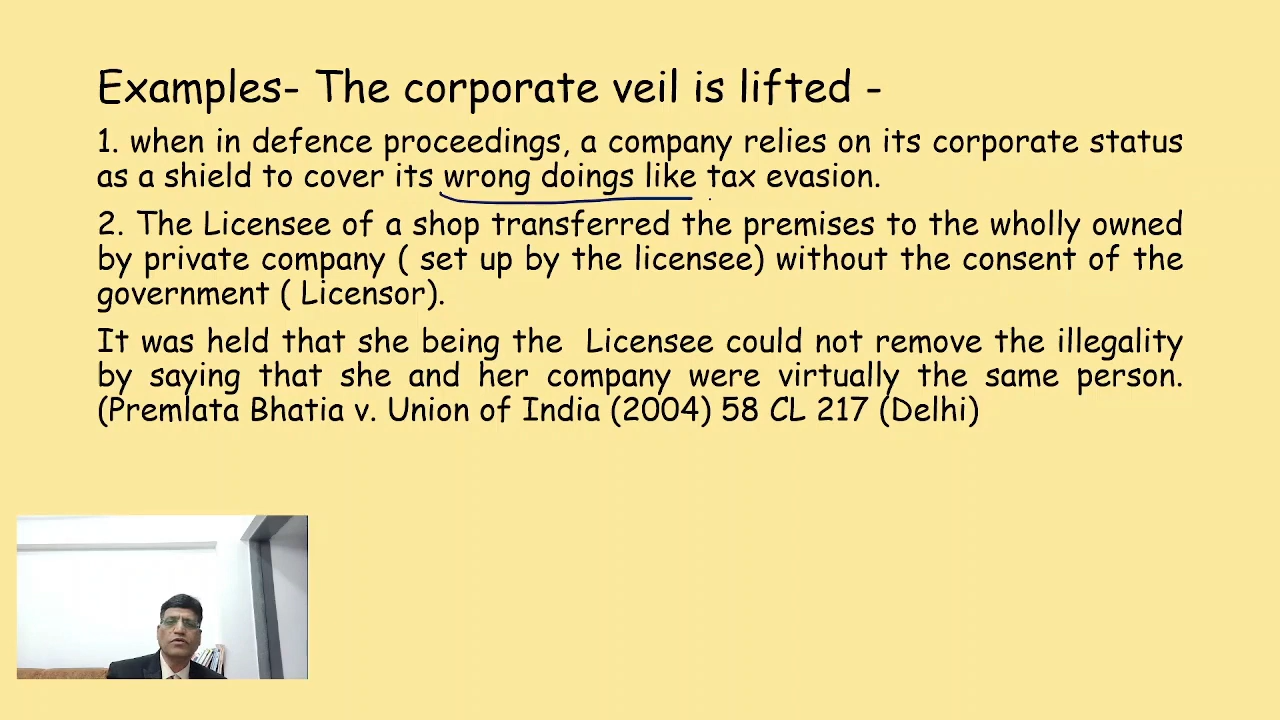 Examples- The corporate veil is lifted -
1. when in defence proceedings, a company relies on its corporate status
as a shield to cover its wrong doings like tax evasion.
2. The Licensee of a shop transferred the premises to the wholly owned
by private company ( set up by the licensee) without the consent of the
government ( Licensor).
It was held that she being the  Licensee could not remove the illegality
by saying that she and her company were virtually the same person.
(Premlata Bhatia v. Union of India (2004) 58 CL 217 (Delhi)